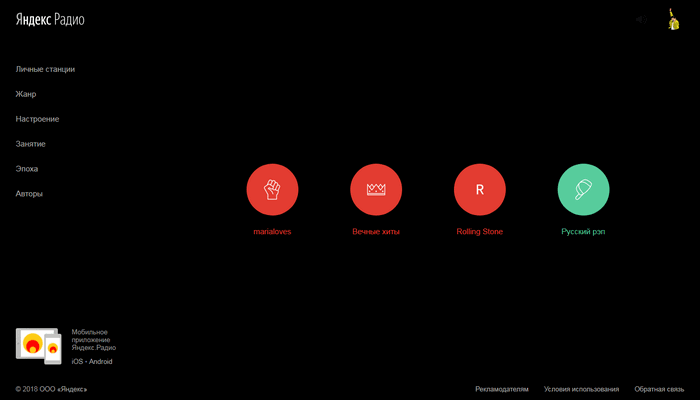 Яндекс Радио
Личные станции
Жанр
Настроение
Занятие
Эпоха
Авторы
R
marialoves
Вечные хиты
Rolling Stone
Русский рэп
Мобильное
приложение
Яндекс.Радио
iOS - Android
© 2018 ООО «Яндекс»
Рекламодателям
Условия использования
Обратная связь